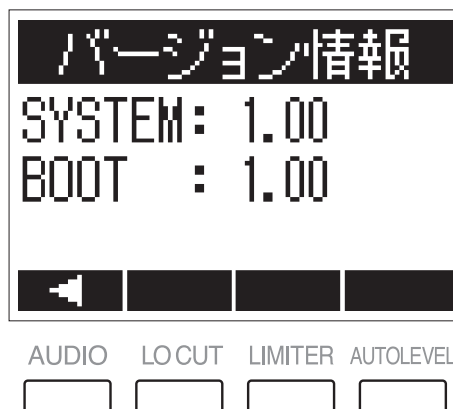 バージョン情報
SYSTEM: 1.00
BOOT : 1.00
AUDIO LO CUT LIMITER AUTOLEVEL